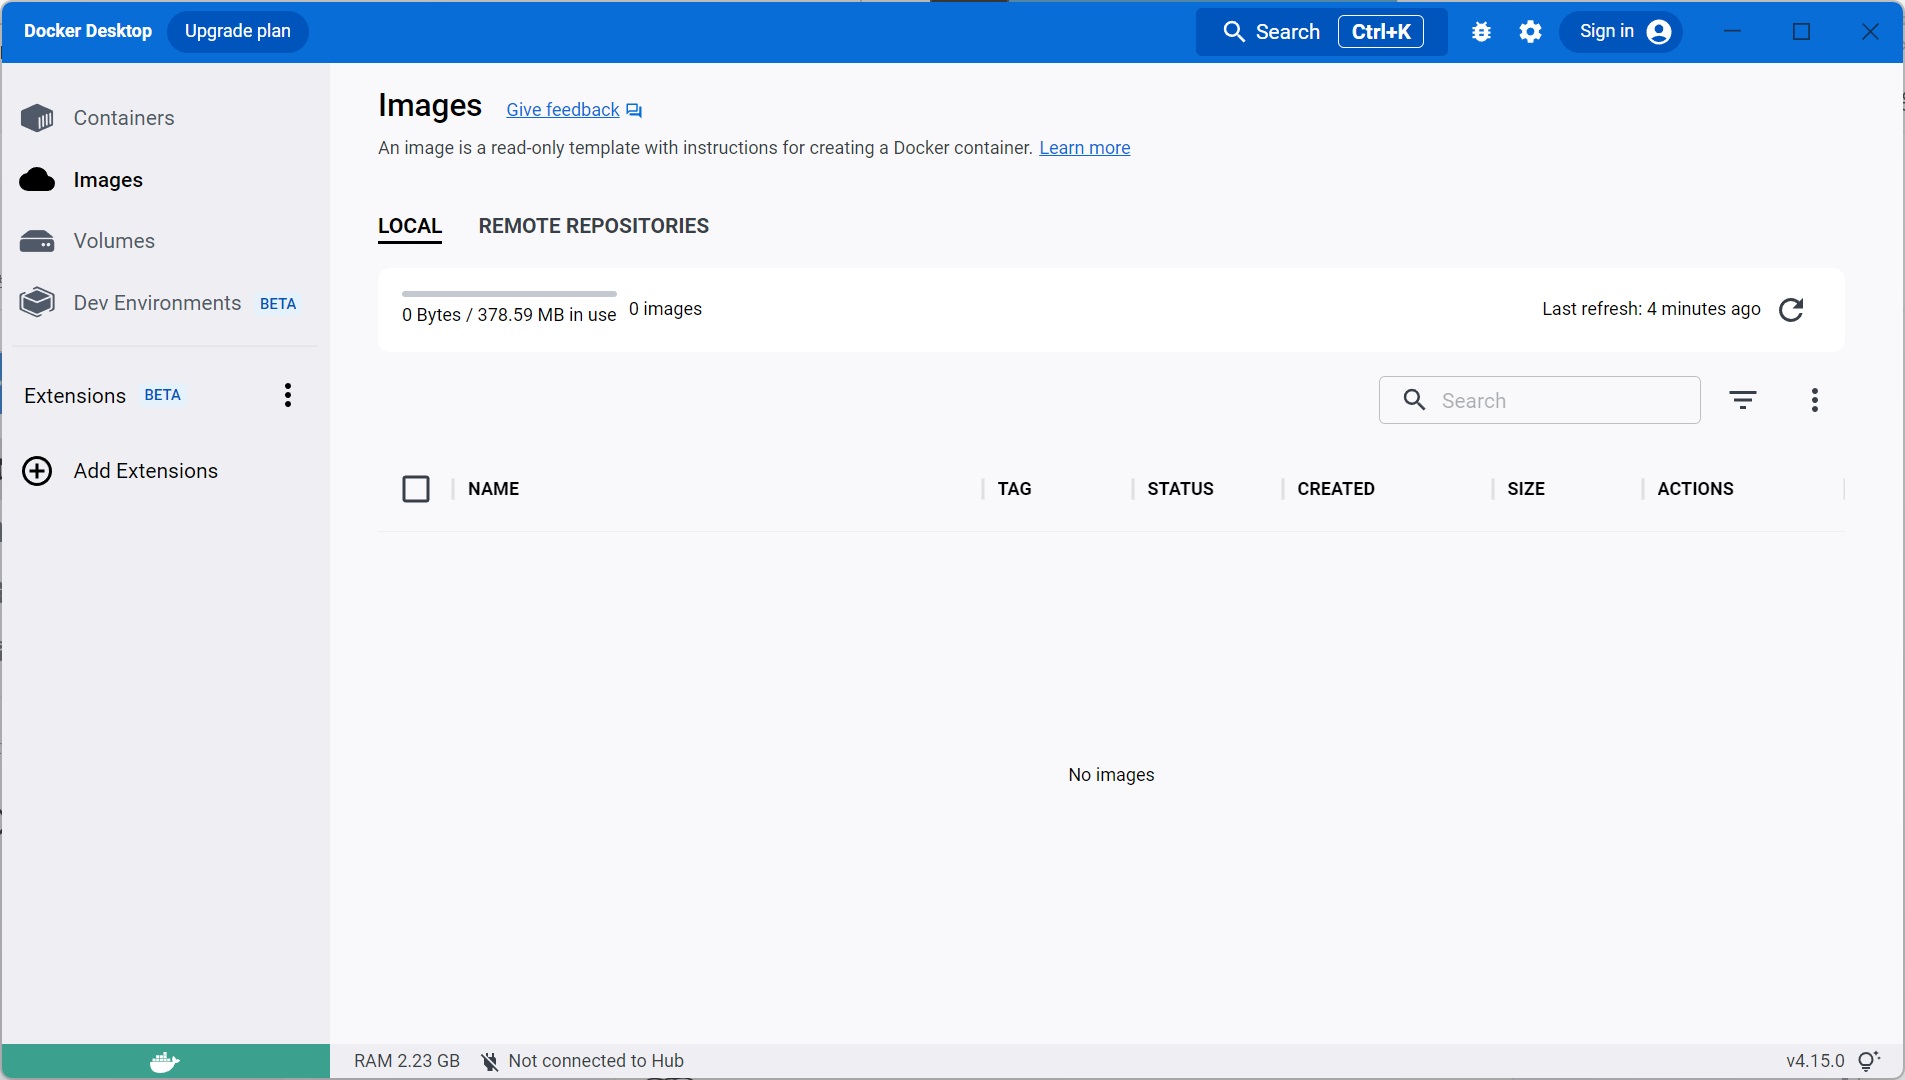 Docker Desktop Upgrade plan Search Ctrl+K Sign in
Containers
Images
Volumes
Dev Environments BETA
Extensions BETA
Add Extensions
Images Give feedback
An image is a read-only template with instructions for creating a Docker container. Learn more
LOCAL REMOTE REPOSITORIES
0 Bytes / 378.59 MB in use 0 images Last refresh: 4 minutes ago
Search
NAME TAG STATUS CREATED SIZE ACTIONS
No images
RAM 2.23 GB Not connected to Hub v4.15.0